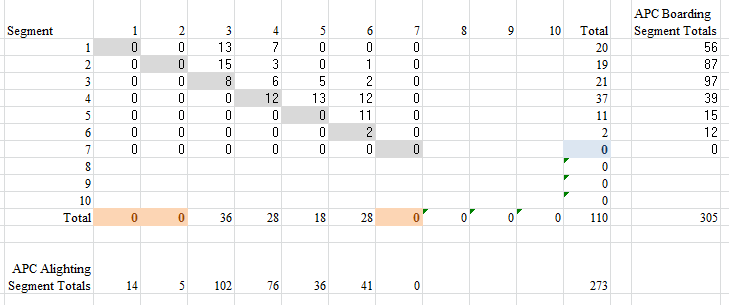 APC Boarding
Segment 1 2 3 4 5 6 7 8 9 10 Total Segment Totals
1 0 0 13 7 0 0 0 20 56
2 0 0 15 3 0 1 0 19 87
3 0 0 8 6 5 2 0 21 97
4 0 0 0 12 13 12 0 37 39
5 0 0 0 0 0 11 0 11 15
6 0 0 0 0 0 2 0 2 12
7 0 0 0 0 0 0 0 0 0
8 0
9 0
10 0
Total 0 0 36 28 18 28 0 0 0 0 110 305
APC Alighting
Segment Totals 14 5 102 76 36 41 0 273